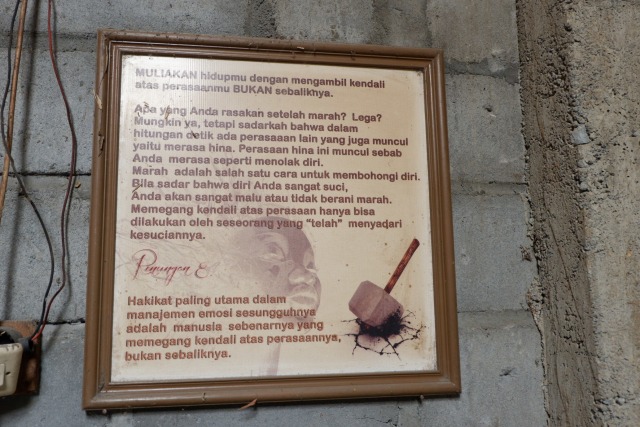 MULIAKAN hidupmu dengan mengambil kendali
atas perasaanmu BUKAN sebaliknya.
Apa yang Anda rasakan setelah marah? Lega?
Mungkin ya, tetapi sadarkah bahwa dalam
hitungan detik ada perasaaan lain yang juga muncul
yaitu merasa hina. Perasaan hina ini muncul sebab
Anda merasa seperti menolak diri.
Marah adalah salah satu cara untuk membohongi diri.
Bila sadar bahwa diri Anda sangat suci,
Anda akan sangat malu atau tidak berani marah.
Memegang kendali atas perasaan hanya bisa
dilakukan oleh seseorang yang "telah" menyadari
kesuciannya.
Hakikat paling utama dalam
manajemen emosi sesungguhnya
adalah manusia sebenarnya yang
memegang kendali atas perasaannya,
bukan sebaliknya.